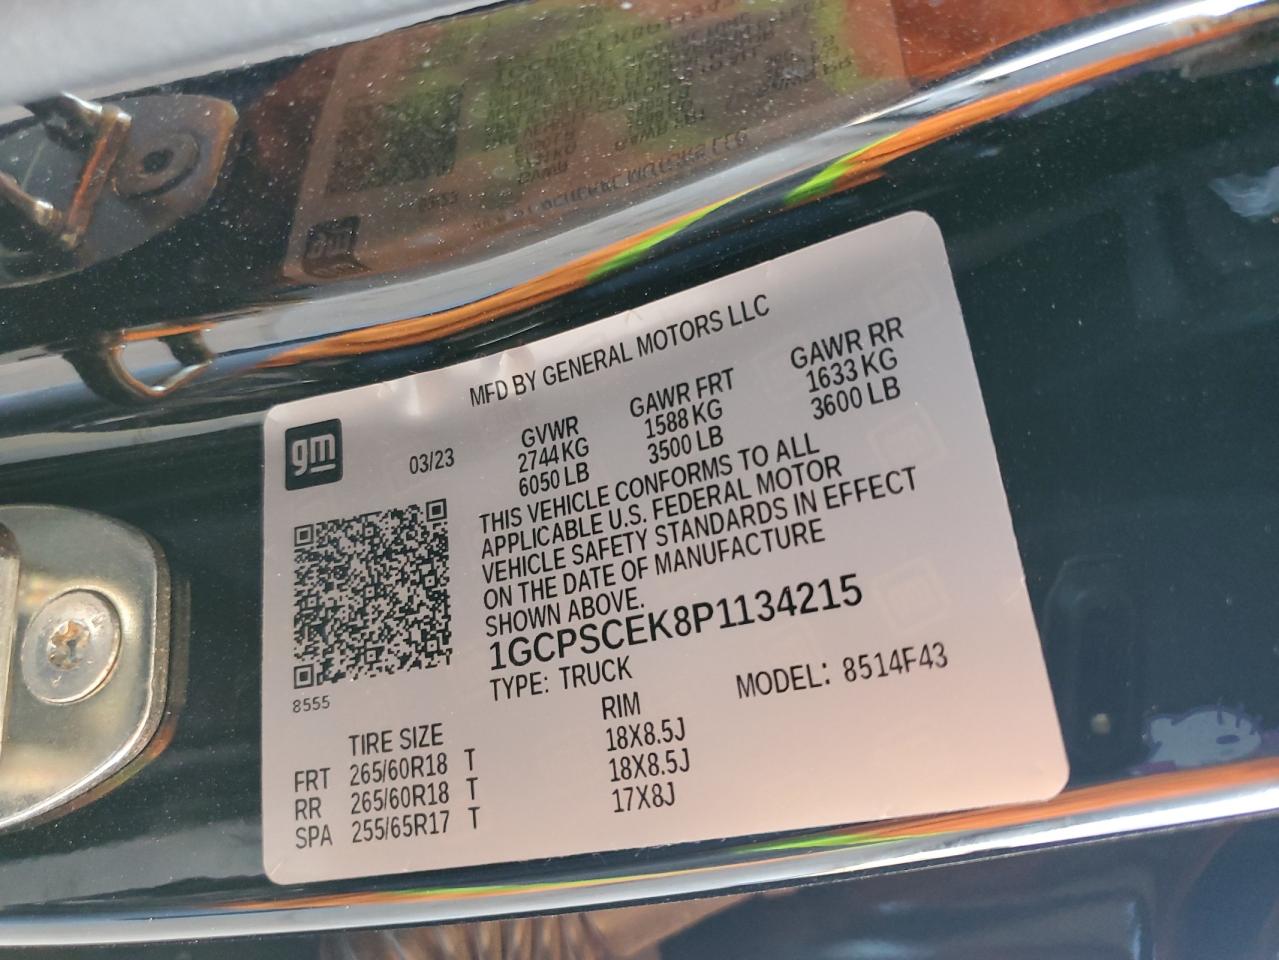 MFD BY GENERAL MOTORS LLC
gm
03/23
GVWR
2744 KG
6050 LB
GAWR FRT
1588 KG
3500 LB
GAWR RR
1633 KG
3600 LB
THIS VEHICLE CONFORMS TO ALL
APPLICABLE U.S. FEDERAL MOTOR
VEHICLE SAFETY STANDARDS IN EFFECT
ON THE DATE OF MANUFACTURE
SHOWN ABOVE.
1GCPSCEK8P1134215
TYPE: TRUCK
MODEL: 8514F43
8555
TIRE SIZE RIM
FRT 265/60R18 T 18X8.5J
RR 265/60R18 T 18X8.5J
SPA 255/65R17 T 17X8J